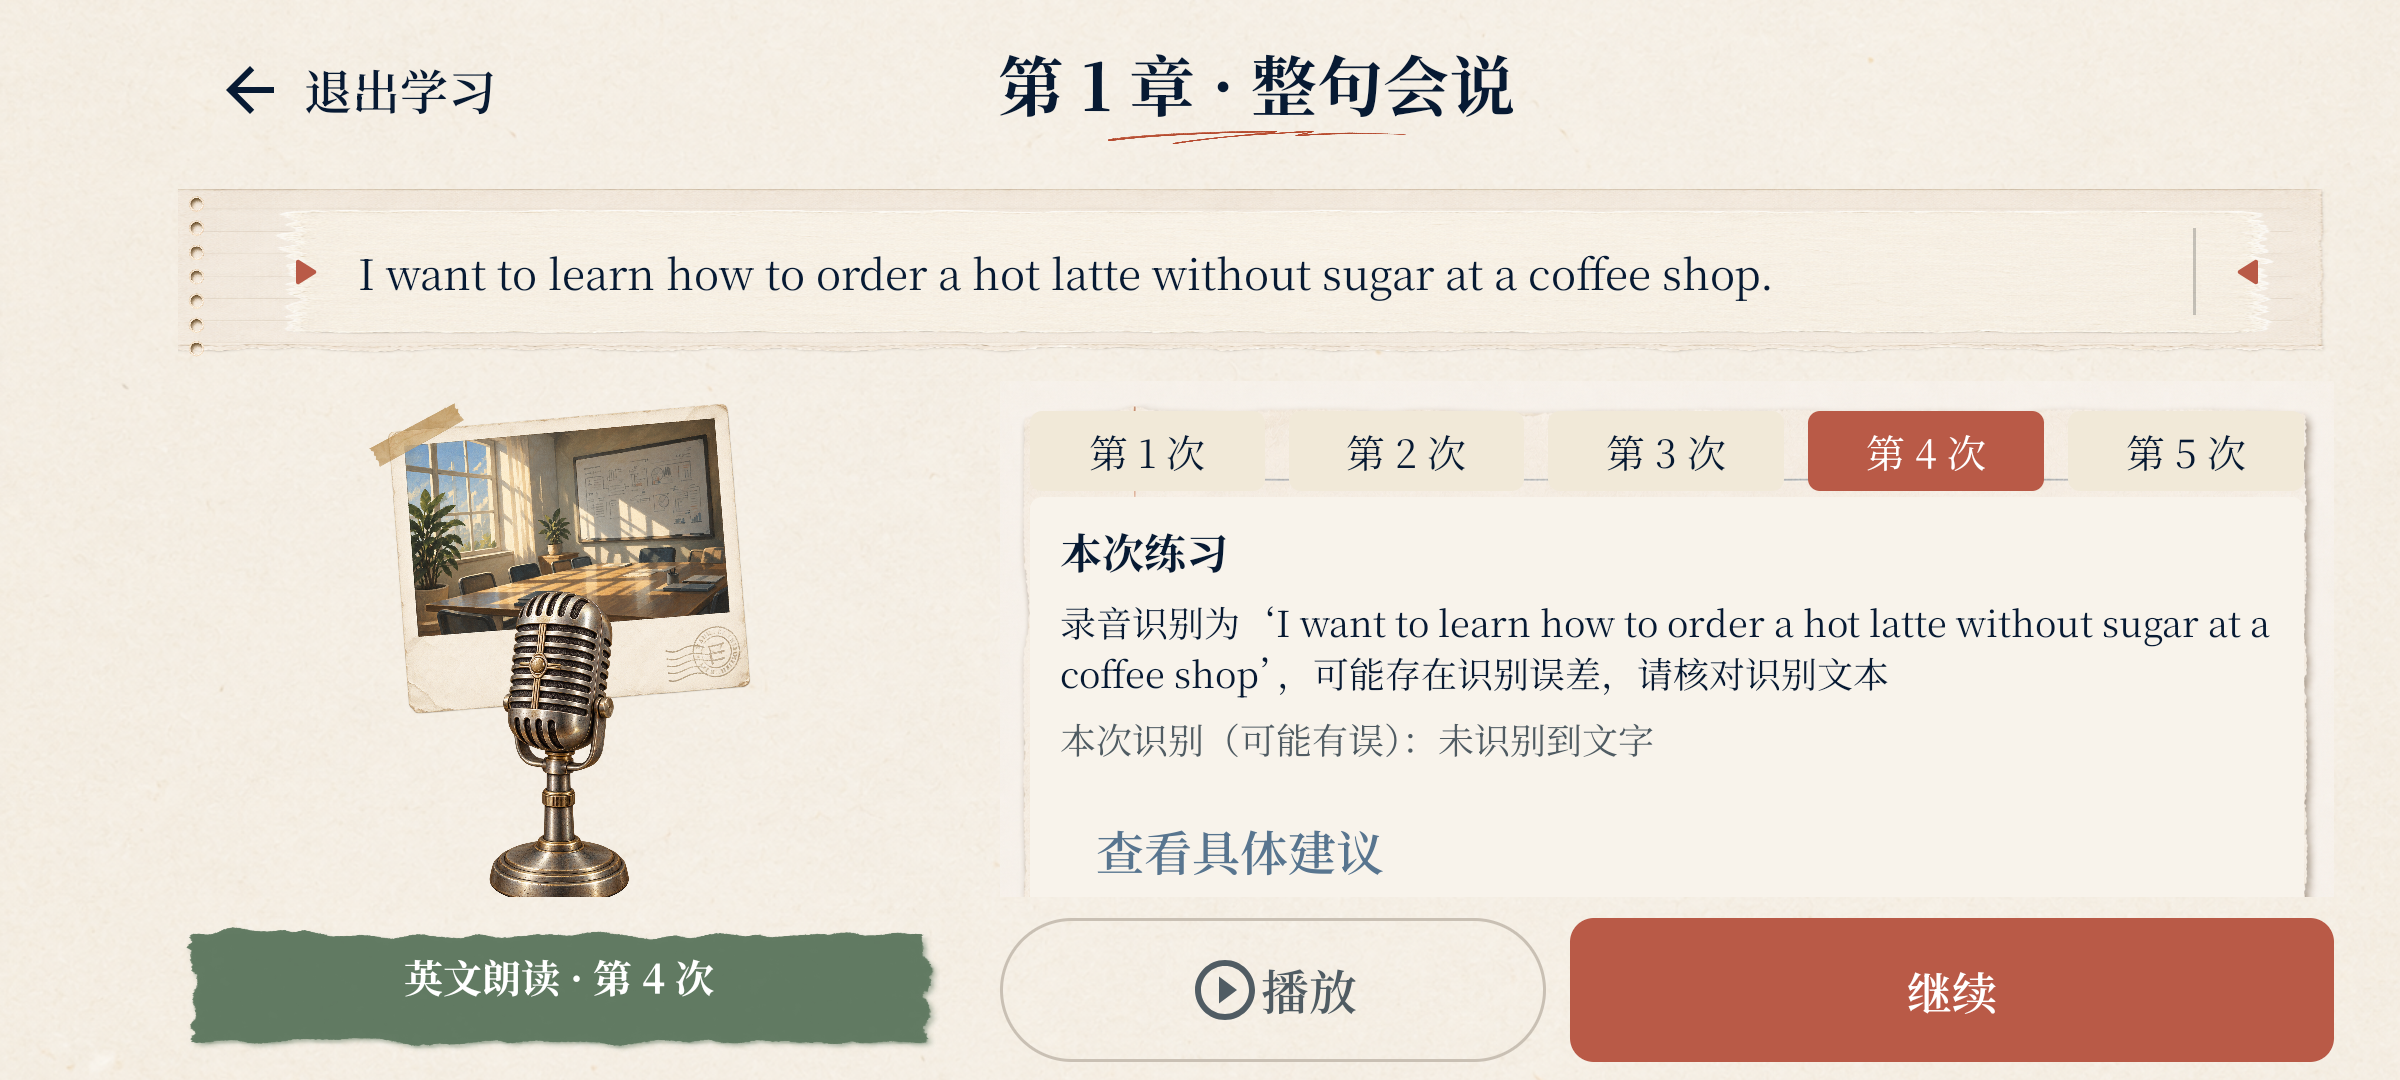 退出学习
第 1 章 · 整句会说
I want to learn how to order a hot latte without sugar at a coffee shop.
第 1 次
第 2 次
第 3 次
第 4 次
第 5 次
本次练习
录音识别为‘I want to learn how to order a hot latte without sugar at a
coffee shop’，可能存在识别误差，请核对识别文本
本次识别（可能有误）：未识别到文字
查看具体建议
英文朗读 · 第 4 次
播放
继续